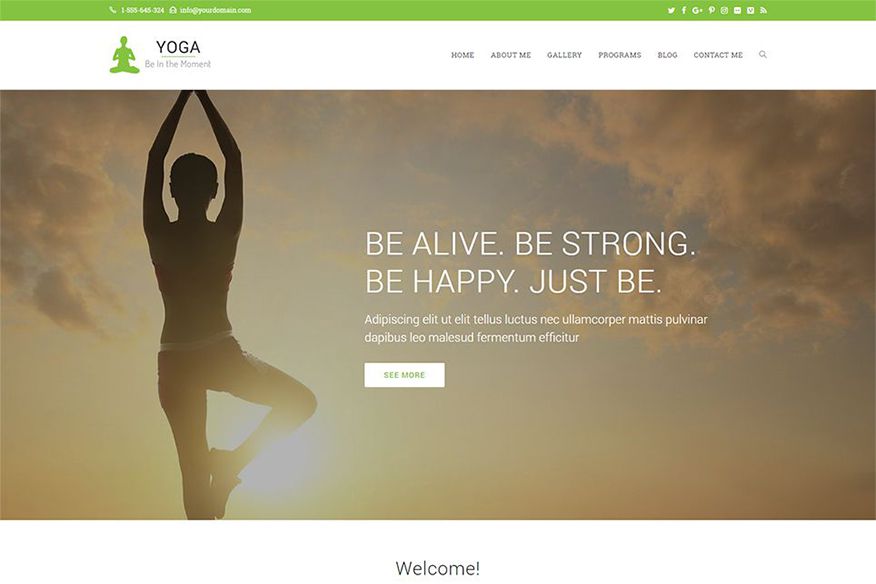 1-555-645-324 info@yourdomain.com
YOGA
Be In the Moment
HOME ABOUT ME GALLERY PROGRAMS BLOG CONTACT ME
BE ALIVE. BE STRONG.
BE HAPPY. JUST BE.
Adipiscing elit ut elit tellus luctus nec ullamcorper mattis pulvinar
dapibus leo malesud fermentum efficitur
SEE MORE
Welcome!